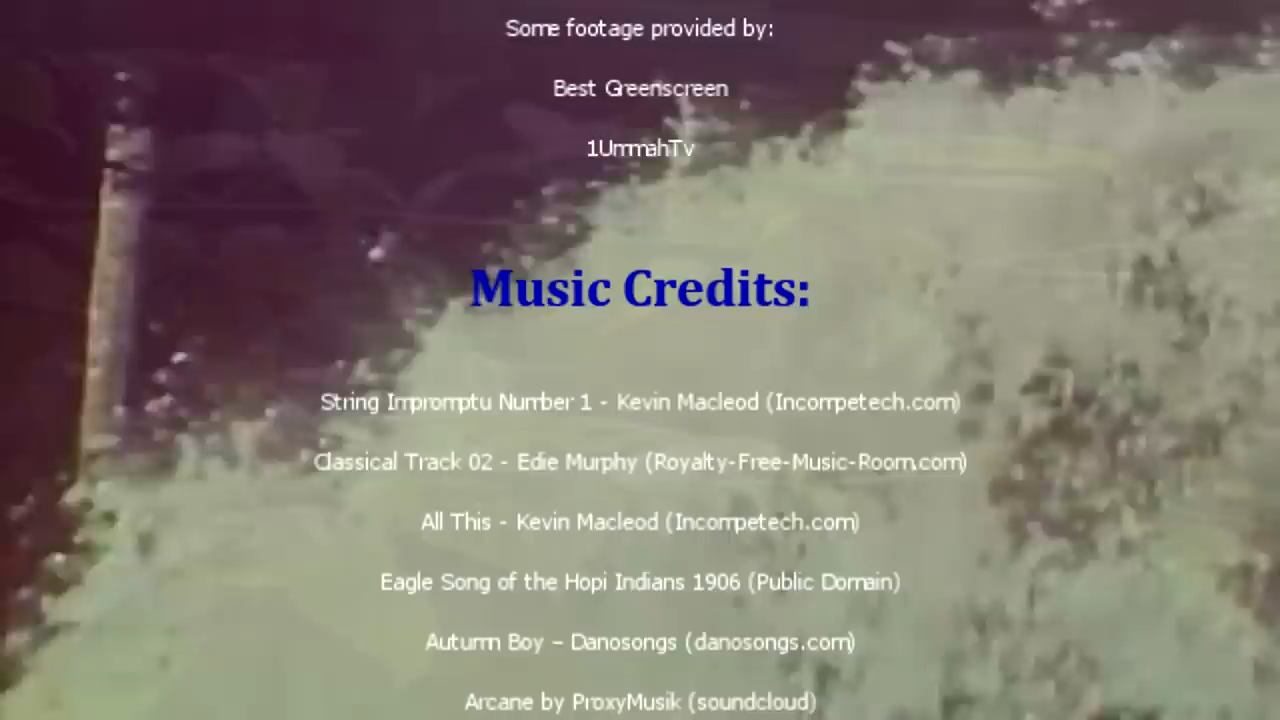 Some footage provided by:
Best Greenscreen
1UmmahTv
Music Credits:
String Impromptu Number 1 - Kevin Macleod (Incompetech.com)
Classical Track 02 - Edie Murphy (Royalty-Free-Music-Room.com)
All This - Kevin Macleod (Incompetech.com)
Eagle Song of the Hopi Indians 1906 (Public Domain)
Autumn Boy – Danosongs (danosongs.com)
Arcane by ProxyMusik (soundcloud)